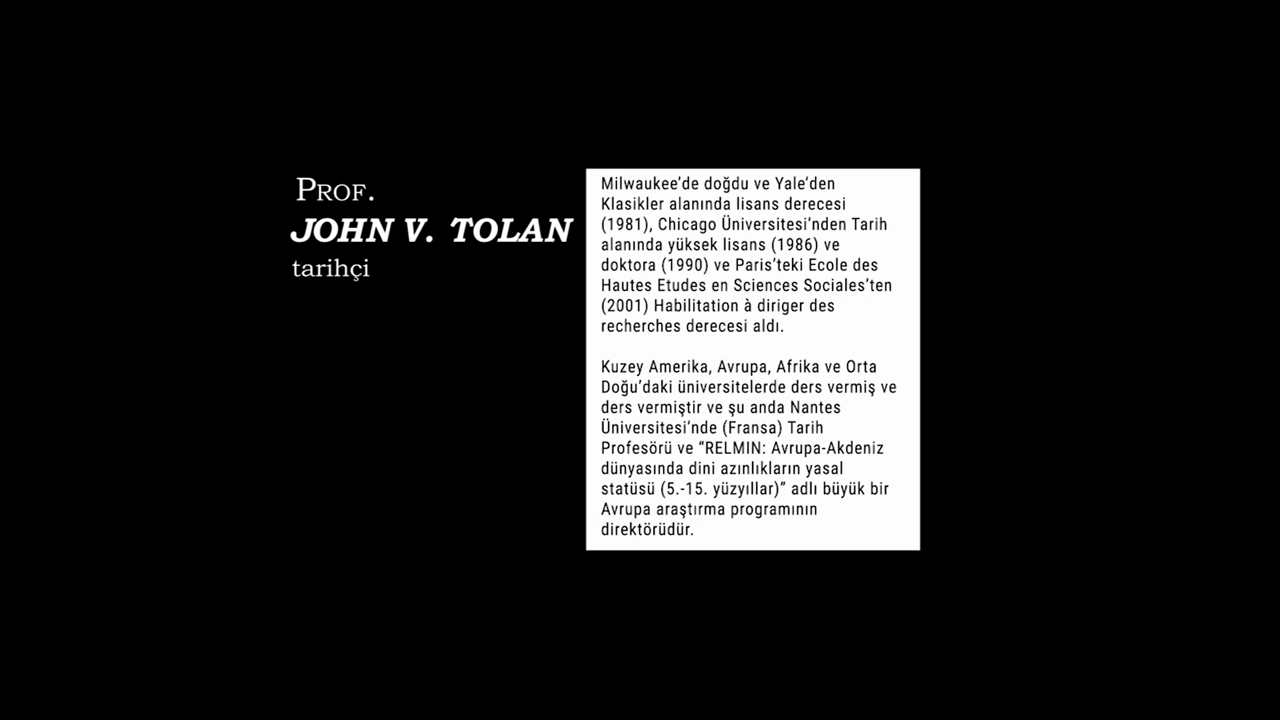 PROF.
JOHN V. TOLAN
tarihçi
Milwaukee’de doğdu ve Yale’den
Klasikler alanında lisans derecesi
(1981), Chicago Üniversitesi’nden Tarih
alanında yüksek lisans (1986) ve
doktora (1990) ve Paris’teki Ecole des
Hautes Etudes en Sciences Sociales’ten
(2001) Habilitation à diriger des
recherches derecesi aldı.
Kuzey Amerika, Avrupa, Afrika ve Orta
Doğu’daki üniversitelerde ders vermiş ve
ders vermiştir ve şu anda Nantes
Üniversitesi’nde (Fransa) Tarih
Profesörü ve “RELMIN: Avrupa-Akdeniz
dünyasında dini azınlıkların yasal
statüsü (5.-15. yüzyıllar)” adlı büyük bir
Avrupa araştırma programının
direktörüdür.